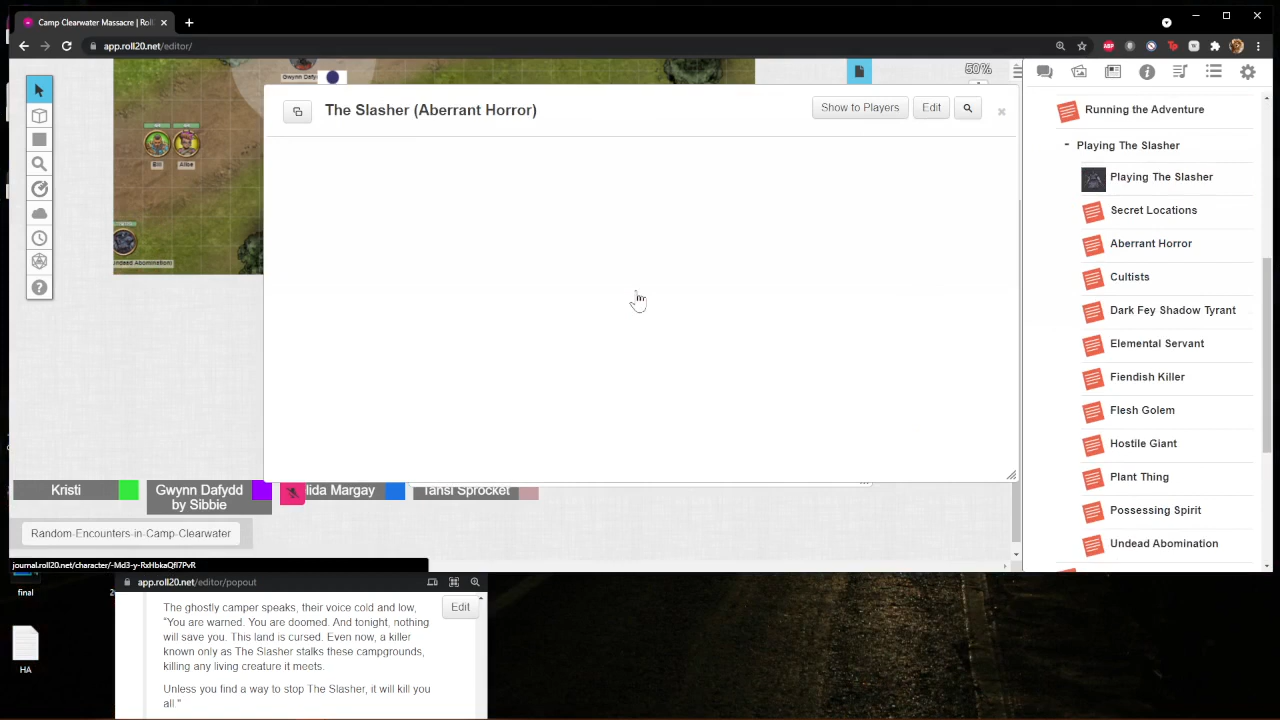 Camp Clearwater Massacre | Roll
app.roll20.net/editor/
Gwynn Dafy
50%
The Slasher (Aberrant Horror)
Show to Players
Edit
Bill
Albe
Undead Abomination)
Running the Adventure
Playing The Slasher
Playing The Slasher
Secret Locations
Aberrant Horror
Cultists
Dark Fey Shadow Tyrant
Elemental Servant
Fiendish Killer
Flesh Golem
Hostile Giant
Plant Thing
Possessing Spirit
Undead Abomination
Kristi
Gwynn Dafydd
by Sibbie
lida Margay
Tansi Sprocket
Random-Encounters-in-Camp-Clearwater
journal.roll20.net/character/-Md3-y-RxHbkaQfl7PvR
final
HA
app.roll20.net/editor/popout
Edit
The ghostly camper speaks, their voice cold and low,
“You are warned. You are doomed. And tonight, nothing
will save you. This land is cursed. Even now, a killer
known only as The Slasher stalks these campgrounds,
killing any living creature it meets.
Unless you find a way to stop The Slasher, it will kill you
all."